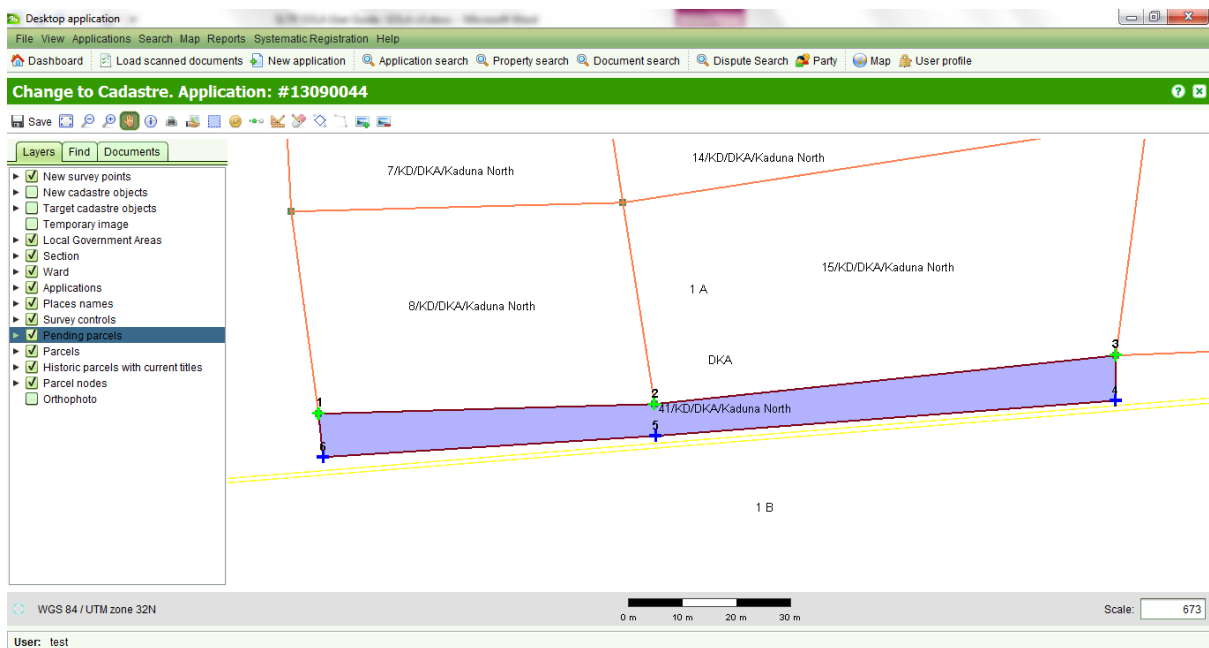 Desktop application
File View Applications Search Map Reports Systematic Registration Help
Dashboard Load scanned documents New application Application search Property search Document search Dispute Search Party Map User profile
Change to Cadastre. Application: #13090044
Save
Layers Find Documents
New survey points
New cadastre objects
Target cadastre objects
Temporary image
Local Government Areas
Section
Ward
Applications
Places names
Survey controls
Pending parcels
Parcels
Historic parcels with current titles
Parcel nodes
Orthophoto
14/KD/DKA/Kaduna North
7/KD/DKA/Kaduna North
15/KD/DKA/Kaduna North
1 A
8/KD/DKA/Kaduna North
3
DKA
2
4
1
41/KD/DKA/Kaduna North
5
6
1 B
WGS 84 / UTM zone 32N
0 m 10 m 20 m 30 m
Scale: 673
User: test